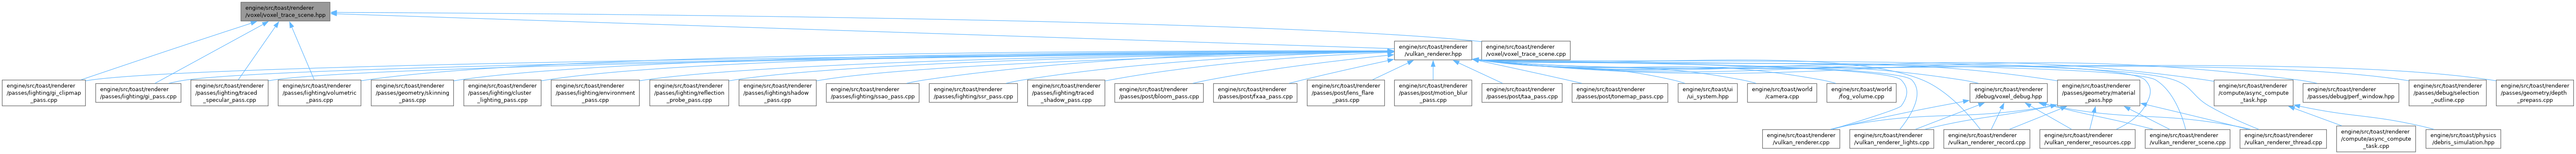 engine/src/toast/renderer
/voxel/voxel_trace_scene.hpp
engine/src/toast/renderer
/vulkan_renderer.hpp
engine/src/toast/renderer
/voxel/voxel_trace_scene.cpp
engine/src/toast/renderer
/passes/lighting/gi_clipmap
_pass.cpp
engine/src/toast/renderer
/passes/lighting/gi_pass.cpp
engine/src/toast/renderer
/passes/lighting/traced
_specular_pass.cpp
engine/src/toast/renderer
/passes/lighting/volumetric
_pass.cpp
engine/src/toast/renderer
/passes/geometry/skinning
_pass.cpp
engine/src/toast/renderer
/passes/lighting/cluster
_lighting_pass.cpp
engine/src/toast/renderer
/passes/lighting/environment
_pass.cpp
engine/src/toast/renderer
/passes/lighting/reflection
_probe_pass.cpp
engine/src/toast/renderer
/passes/lighting/shadow
_pass.cpp
engine/src/toast/renderer
/passes/lighting/ssao_pass.cpp
engine/src/toast/renderer
/passes/lighting/ssr_pass.cpp
engine/src/toast/renderer
/passes/lighting/traced
_shadow_pass.cpp
engine/src/toast/renderer
/passes/post/bloom_pass.cpp
engine/src/toast/renderer
/passes/post/fxaa_pass.cpp
engine/src/toast/renderer
/passes/post/lens_flare
_pass.cpp
engine/src/toast/renderer
/passes/post/motion_blur
_pass.cpp
engine/src/toast/renderer
/passes/post/taa_pass.cpp
engine/src/toast/renderer
/passes/post/tonemap_pass.cpp
engine/src/toast/ui
/ui_system.hpp
engine/src/toast/world
/camera.cpp
engine/src/toast/world
/fog_volume.cpp
engine/src/toast/renderer
/debug/voxel_debug.hpp
engine/src/toast/renderer
/passes/geometry/material
_pass.hpp
engine/src/toast/renderer
/compute/async_compute
_task.hpp
engine/src/toast/renderer
/passes/debug/perf_window.hpp
engine/src/toast/renderer
/passes/debug/selection
_outline.cpp
engine/src/toast/renderer
/passes/geometry/depth
_prepass.cpp
engine/src/toast/renderer
/vulkan_renderer.cpp
engine/src/toast/renderer
/vulkan_renderer_lights.cpp
engine/src/toast/renderer
/vulkan_renderer_record.cpp
engine/src/toast/renderer
/vulkan_renderer_resources.cpp
engine/src/toast/renderer
/vulkan_renderer_scene.cpp
engine/src/toast/renderer
/vulkan_renderer_thread.cpp
engine/src/toast/renderer
/compute/async_compute
_task.cpp
engine/src/toast/physics
/debris_simulation.hpp